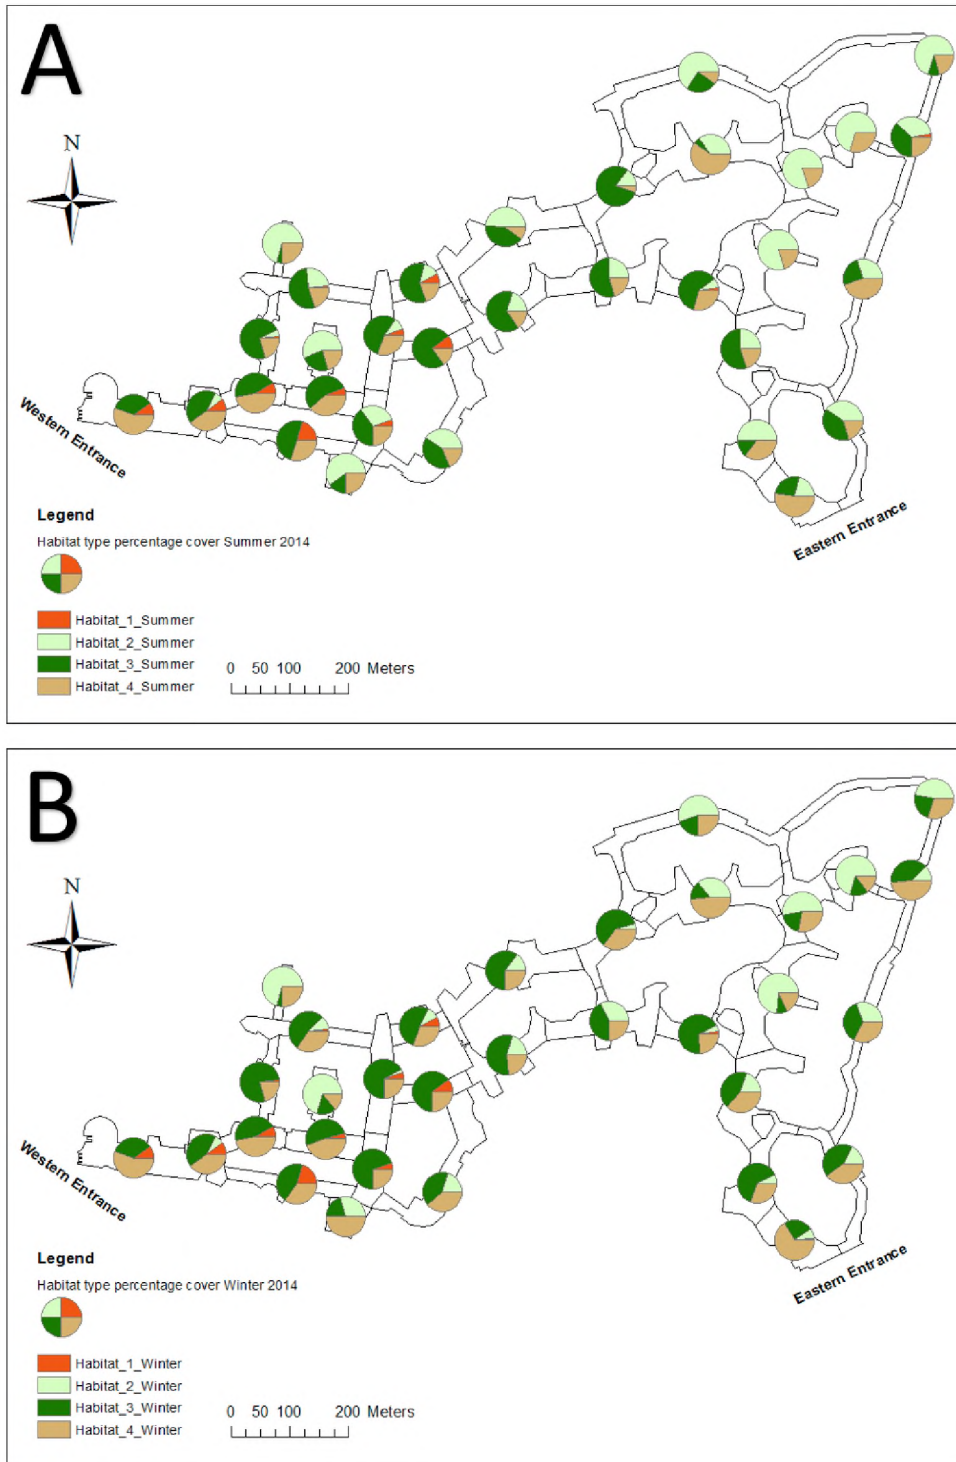 A
N
Western Entrance
Eastern Entrance
Legend
Habitat type percentage cover Summer 2014
Habitat_1_Summer
Habitat_2_Summer
Habitat_3_Summer
Habitat_4_Summer
0 50 100 200 Meters
B
N
Western Entrance
Eastern Entrance
Legend
Habitat type percentage cover Winter 2014
Habitat_1_Winter
Habitat_2_Winter
Habitat_3_Winter
Habitat_4_Winter
0 50 100 200 Meters